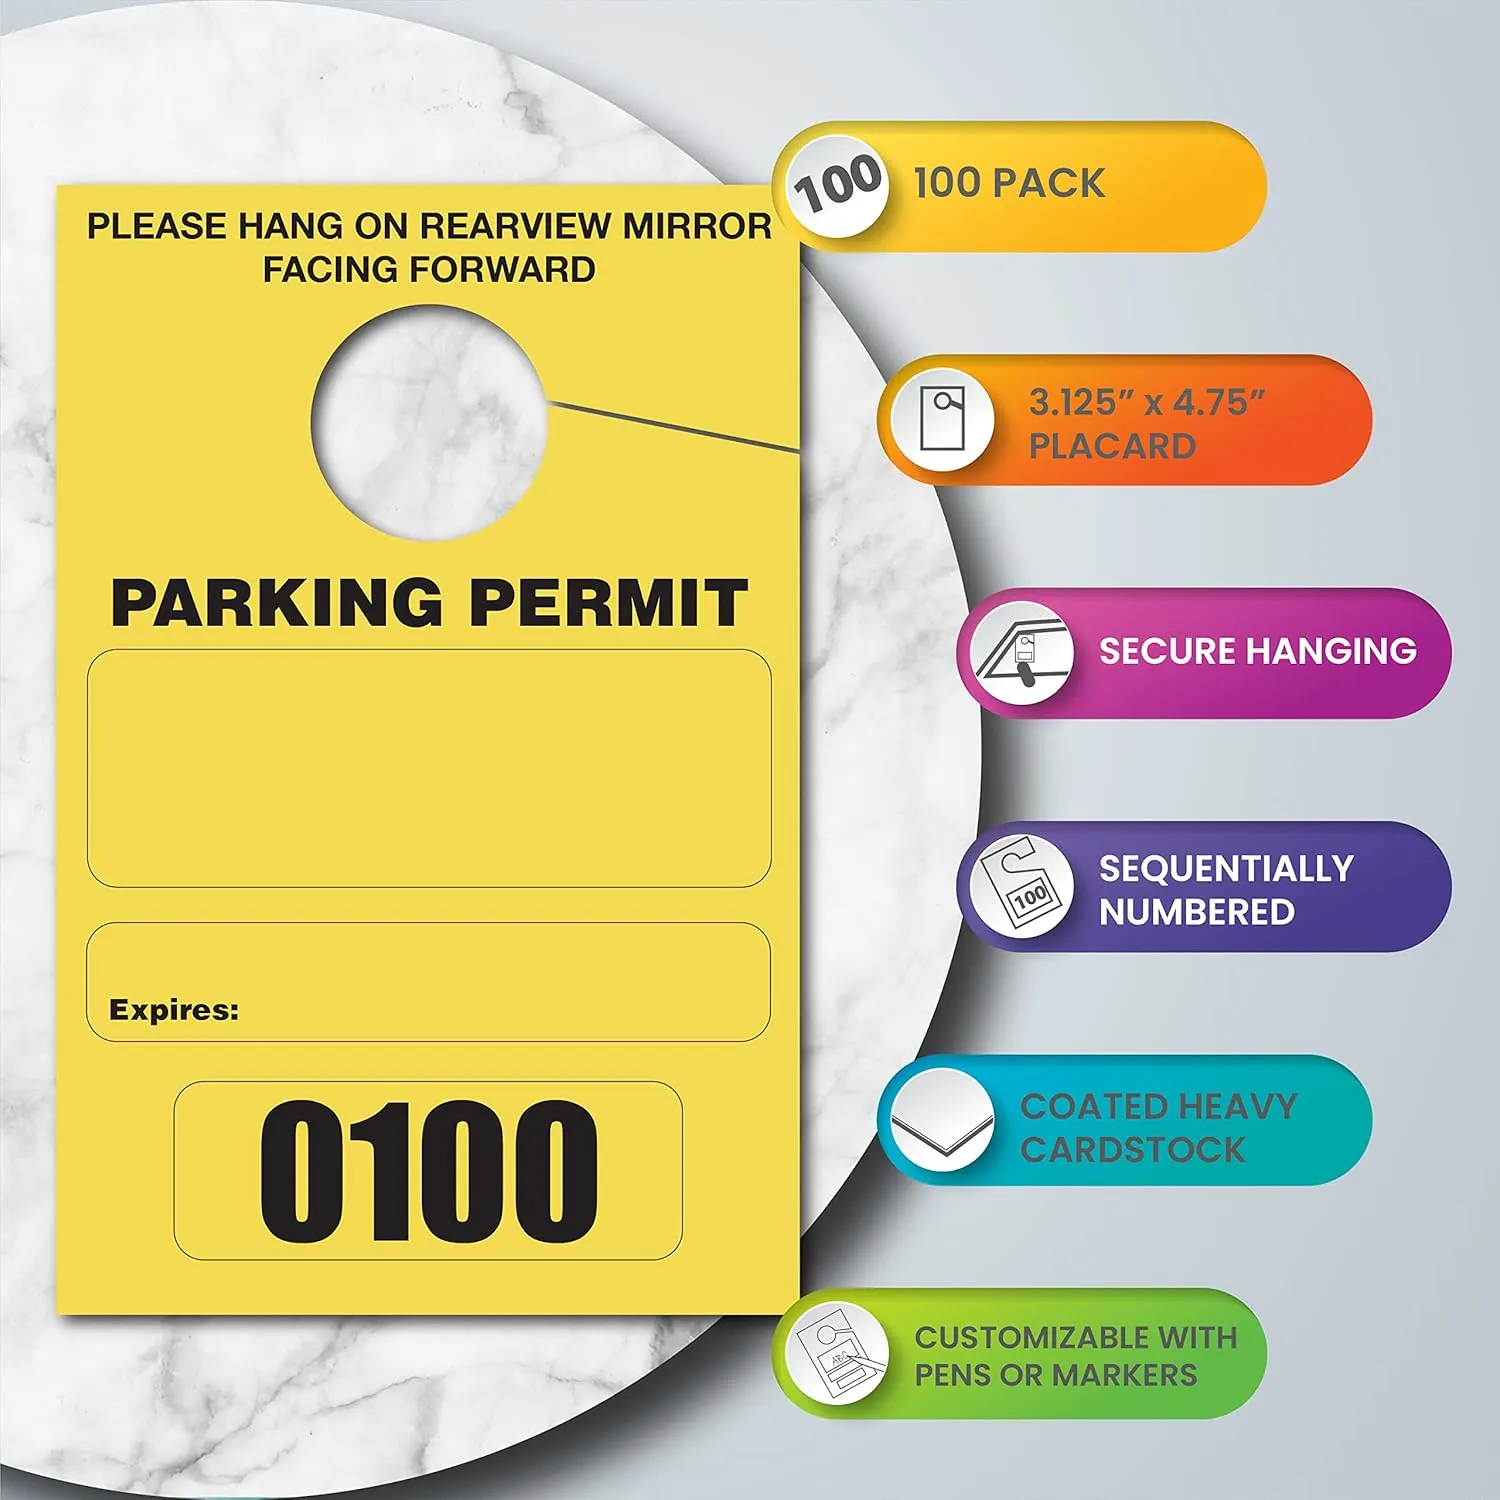 PLEASE HANG ON REARVIEW MIRROR
FACING FORWARD
PARKING PERMIT
Expires:
0100
100
100 PACK
3.125” x 4.75”
PLACARD
SECURE HANGING
100
SEQUENTIALLY
NUMBERED
COATED HEAVY
CARDSTOCK
ABC
CUSTOMIZABLE WITH
PENS OR MARKERS